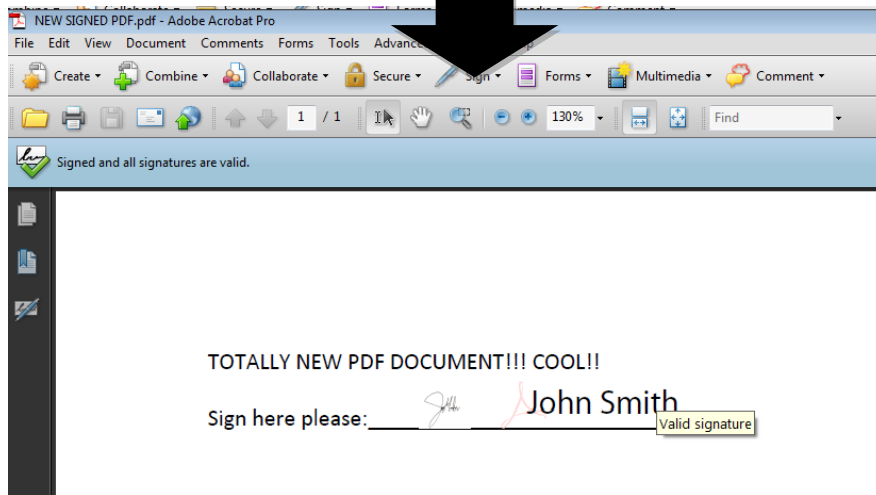 NEW SIGNED PDF.pdf - Adobe Acrobat Pro
File Edit View Document Comments Forms Tools
Create Combine Collaborate Secure Sign Forms Multimedia Comment
1 / 1 130% Find
Signed and all signatures are valid.
TOTALLY NEW PDF DOCUMENT!!! COOL!!
Sign here please: John Smith
Valid signature